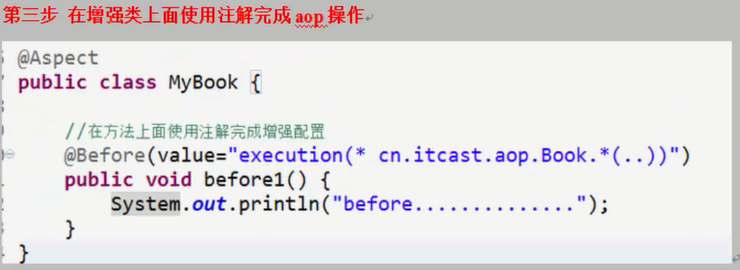 第三步 在增强类上面使用注解完成aop操作
@Aspect
public class MyBook {
//在方法上面使用注解完成增强配置
@Before(value="execution(* cn.itcast.aop.Book.*(..))")
public void before1() {
System.out.println("before..............");
}
}